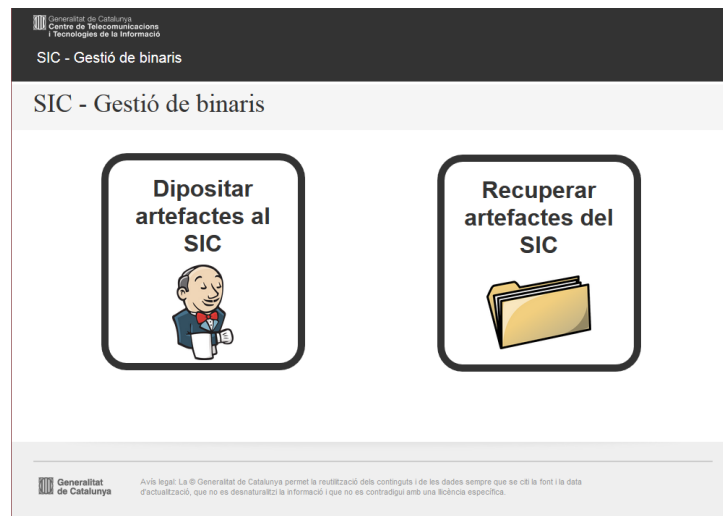 Generalitat de Catalunya
Centre de Telecomunicacions
i Tecnologies de la Informació
SIC - Gestió de binaris
SIC - Gestió de binaris
Dipositar
artefactes al
SIC
Recuperar
artefactes del
SIC
Generalitat
de Catalunya
Avís legal: La © Generalitat de Catalunya permet la reutilització dels continguts i de les dades sempre que se citi la font i la data
d'actualització, que no es desnaturalitzi la informació i que no es contradigui amb una llicència específica.